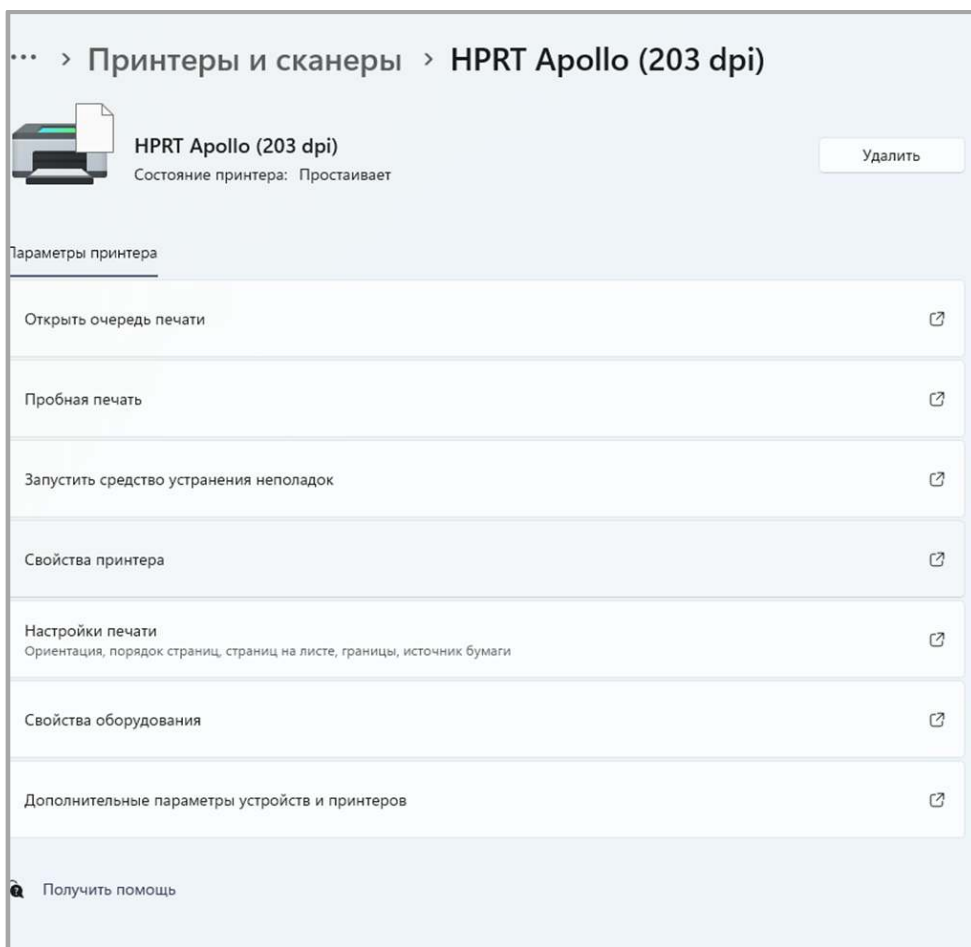 ... > Принтеры и сканеры > HPRT Apollo (203 dpi)
HPRT Apollo (203 dpi)
Состояние принтера: Простаивает
Удалить
Параметры принтера
Открыть очередь печати
Пробная печать
Запустить средство устранения неполадок
Свойства принтера
Настройки печати
Ориентация, порядок страниц, страниц на листе, границы, источник бумаги
Свойства оборудования
Дополнительные параметры устройств и принтеров
Получить помощь